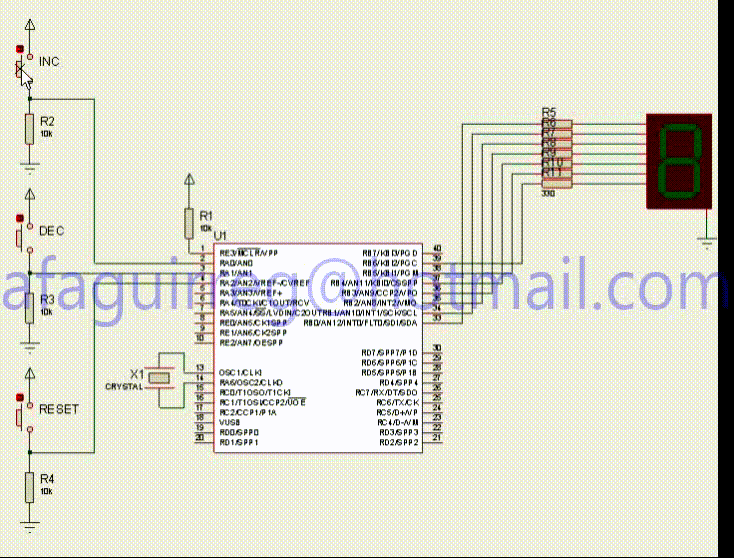 INC
R2
10k
DEC
R3
10k
RESET
R4
10k
R1
10k
U1
X1
CRYSTAL
1 RE3/MCLR/VPP
2 RA0/AN0
3 RA1/AN1
RA2/AN2/VREF-/CVREF
RA3/AN3/VREF+
RA4/T0CKI/C1OUT/RCV
RA5/AN4/SS/LVDIN/C2OUT
8 RE0/AN5/CK1SPP
9 RE1/AN6/CK2SPP
10 RE2/AN7/OESPP
13 OSC1/CLKI
14 RA6/OSC2/CLKO
15 RC0/T1OSO/T1CKI
16 RC1/T1OSI/CCP2/UOE
17 RC2/CCP1/P1A
18 VUSB
19 RD0/SPP0
20 RD1/SPP1
RB7/KBI3/PGD 40
RB6/KBI2/PGC 39
RB5/KBI1/PGM 38
RB4/AN11/KBI0/CSSPP
RB3/AN9/CCP2/VPO
RB2/AN8/INT2/VMO
RB1/AN10/INT1/SCK/SCL 34
RB0/AN12/INT0/FLT0/SDI/SDA 33
RD7/SPP7/P1D 30
RD6/SPP6/P1C 29
RD5/SPP5/P1B 28
RD4/SPP4 27
RC7/RX/DT/SDO 26
RC6/TX/CK 25
RC5/D+/VP 24
RC4/D-/VM 23
RD3/SPP3 22
RD2/SPP2 21
R5
R6
R7
R8
R9
R10
R11
330
afaguirreg@hotmail.com